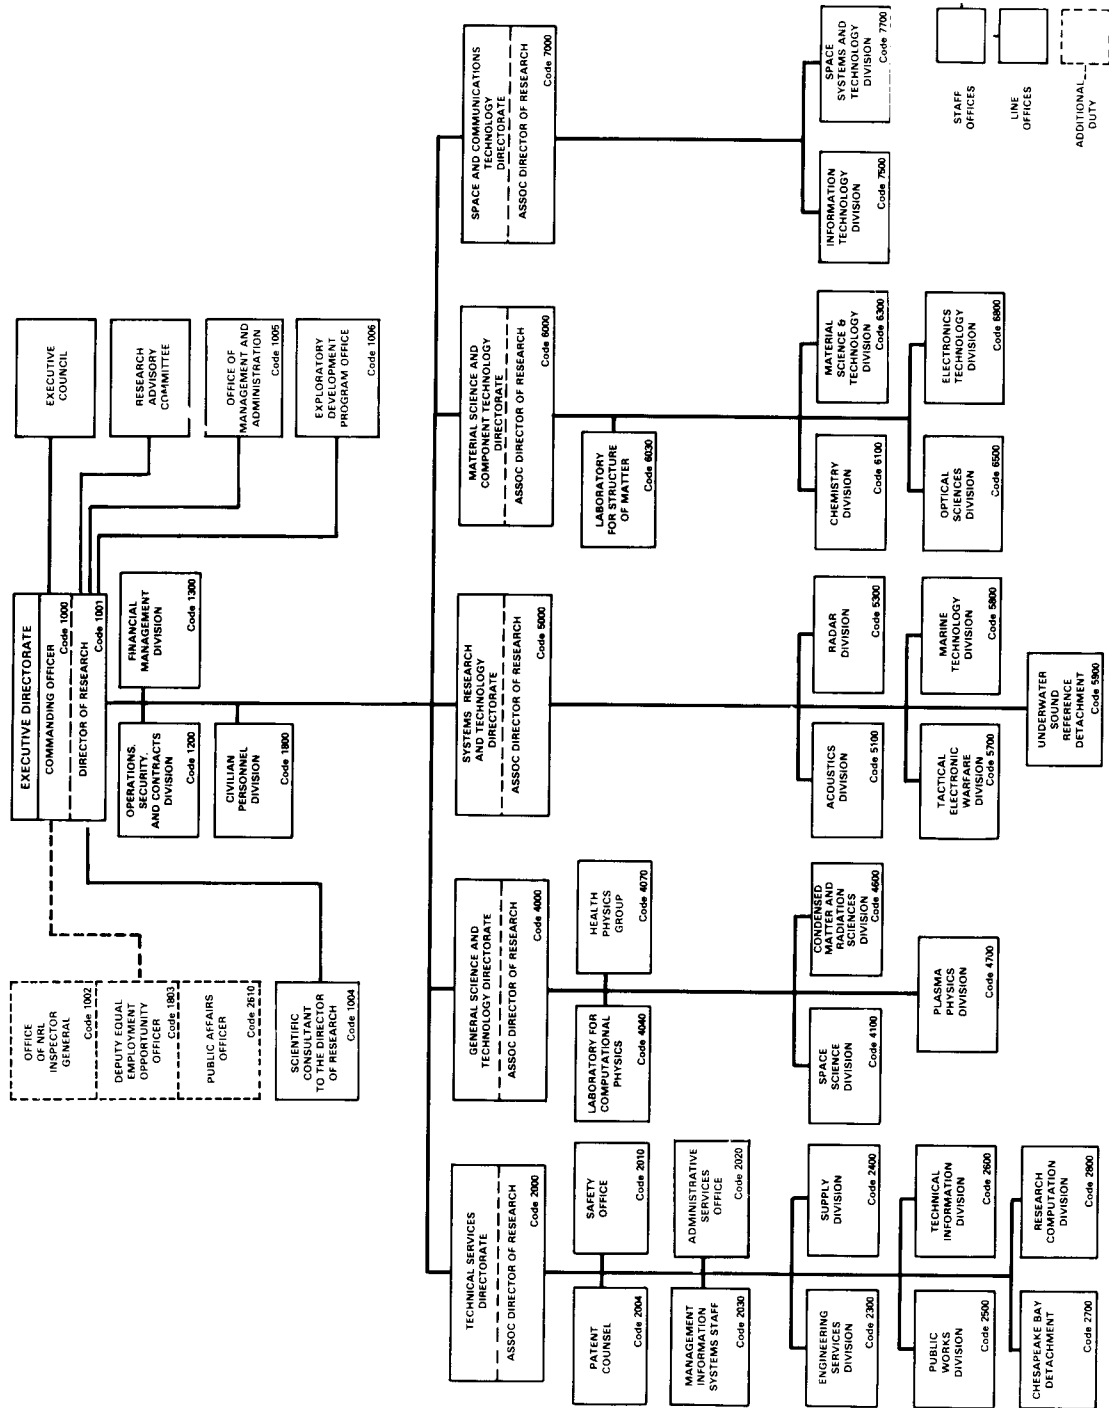 EXECUTIVE DIRECTORATE
COMMANDING OFFICER
Code 1000
DIRECTOR OF RESEARCH
Code 1001
OFFICE
OF NRL
INSPECTOR
GENERAL
Code 1002
DEPUTY EQUAL
EMPLOYMENT
OPPORTUNITY
OFFICER
Code 1803
PUBLIC AFFAIRS
OFFICER
Code 2610
SCIENTIFIC
CONSULTANT
TO THE DIRECTOR
OF RESEARCH
Code 1004
EXECUTIVE
COUNCIL
RESEARCH
ADVISORY
COMMITTEE
OFFICE OF
MANAGEMENT AND
ADMINISTRATION
Code 1005
EXPLORATORY
DEVELOPMENT
PROGRAM OFFICE
Code 1006
OPERATIONS,
SECURITY,
AND CONTRACTS
DIVISION
Code 1200
FINANCIAL
MANAGEMENT
DIVISION
Code 1300
CIVILIAN
PERSONNEL
DIVISION
Code 1800
TECHNICAL SERVICES
DIRECTORATE
ASSOC DIRECTOR OF RESEARCH
Code 2000
PATENT
COUNSEL
Code 2004
SAFETY
OFFICE
Code 2010
MANAGEMENT
INFORMATION
SYSTEMS STAFF
Code 2030
ADMINISTRATIVE
SERVICES
OFFICE
Code 2020
ENGINEERING
SERVICES
DIVISION
Code 2300
SUPPLY
DIVISION
Code 2400
PUBLIC
WORKS
DIVISION
Code 2500
TECHNICAL
INFORMATION
DIVISION
Code 2600
CHESAPEAKE BAY
DETACHMENT
Code 2700
RESEARCH
COMPUTATION
DIVISION
Code 2800
GENERAL SCIENCE AND
TECHNOLOGY DIRECTORATE
ASSOC DIRECTOR OF RESEARCH
Code 4000
LABORATORY FOR
COMPUTATIONAL
PHYSICS
Code 4040
HEALTH
PHYSICS
GROUP
Code 4070
SPACE
SCIENCE
DIVISION
Code 4100
CONDENSED
MATTER AND
RADIATION
SCIENCES
DIVISION
Code 4600
PLASMA
PHYSICS
DIVISION
Code 4700
SYSTEMS RESEARCH
AND TECHNOLOGY
DIRECTORATE
ASSOC DIRECTOR OF RESEARCH
Code 5000
ACOUSTICS
DIVISION
Code 5100
RADAR
DIVISION
Code 5300
TACTICAL
ELECTRONIC
WARFARE
DIVISION
Code 5700
MARINE
TECHNOLOGY
DIVISION
Code 5800
UNDERWATER
SOUND
REFERENCE
DETACHMENT
Code 5900
MATERIAL SCIENCE AND
COMPONENT TECHNOLOGY
DIRECTORATE
ASSOC DIRECTOR OF RESEARCH
Code 6000
LABORATORY
FOR STRUCTURE
OF MATTER
Code 6030
CHEMISTRY
DIVISION
Code 6100
MATERIAL
SCIENCE &
TECHNOLOGY
DIVISION
Code 6300
OPTICAL
SCIENCES
DIVISION
Code 6500
ELECTRONICS
TECHNOLOGY
DIVISION
Code 6800
SPACE AND COMMUNICATIONS
TECHNOLOGY
DIRECTORATE
ASSOC DIRECTOR OF RESEARCH
Code 7000
INFORMATION
TECHNOLOGY
DIVISION
Code 7500
SPACE
SYSTEMS AND
TECHNOLOGY
DIVISION
Code 7700
STAFF
OFFICES
LINE
OFFICES
ADDITIONAL
DUTY